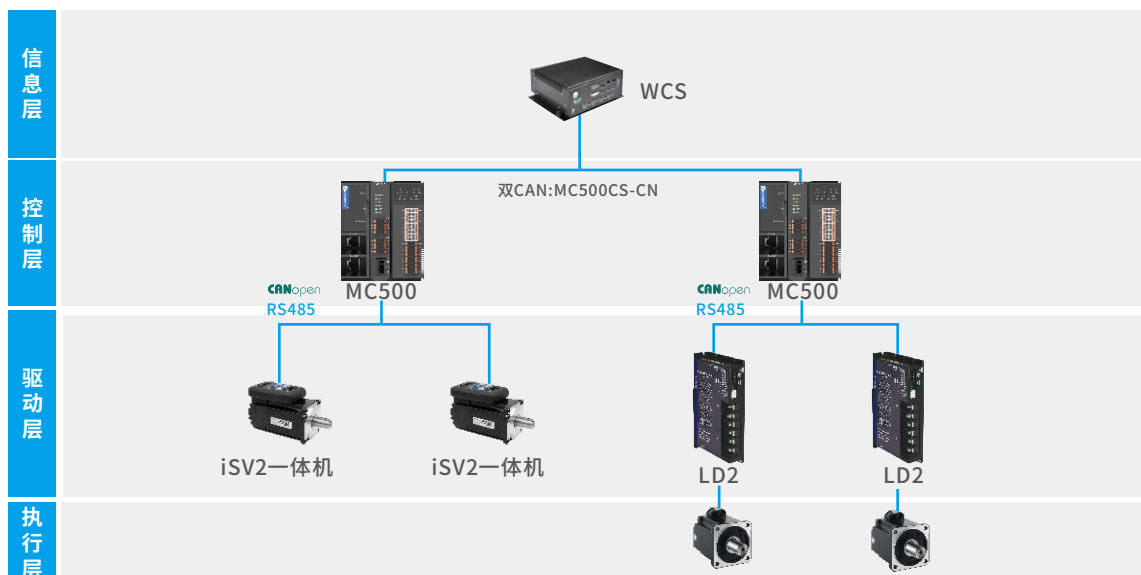 信息层
WCS
控制层
双CAN:MC500CS-CN
CANopen
MC500
RS485
CANopen
MC500
RS485
驱动层
iSV2一体机
iSV2一体机
LD2
LD2
执行层